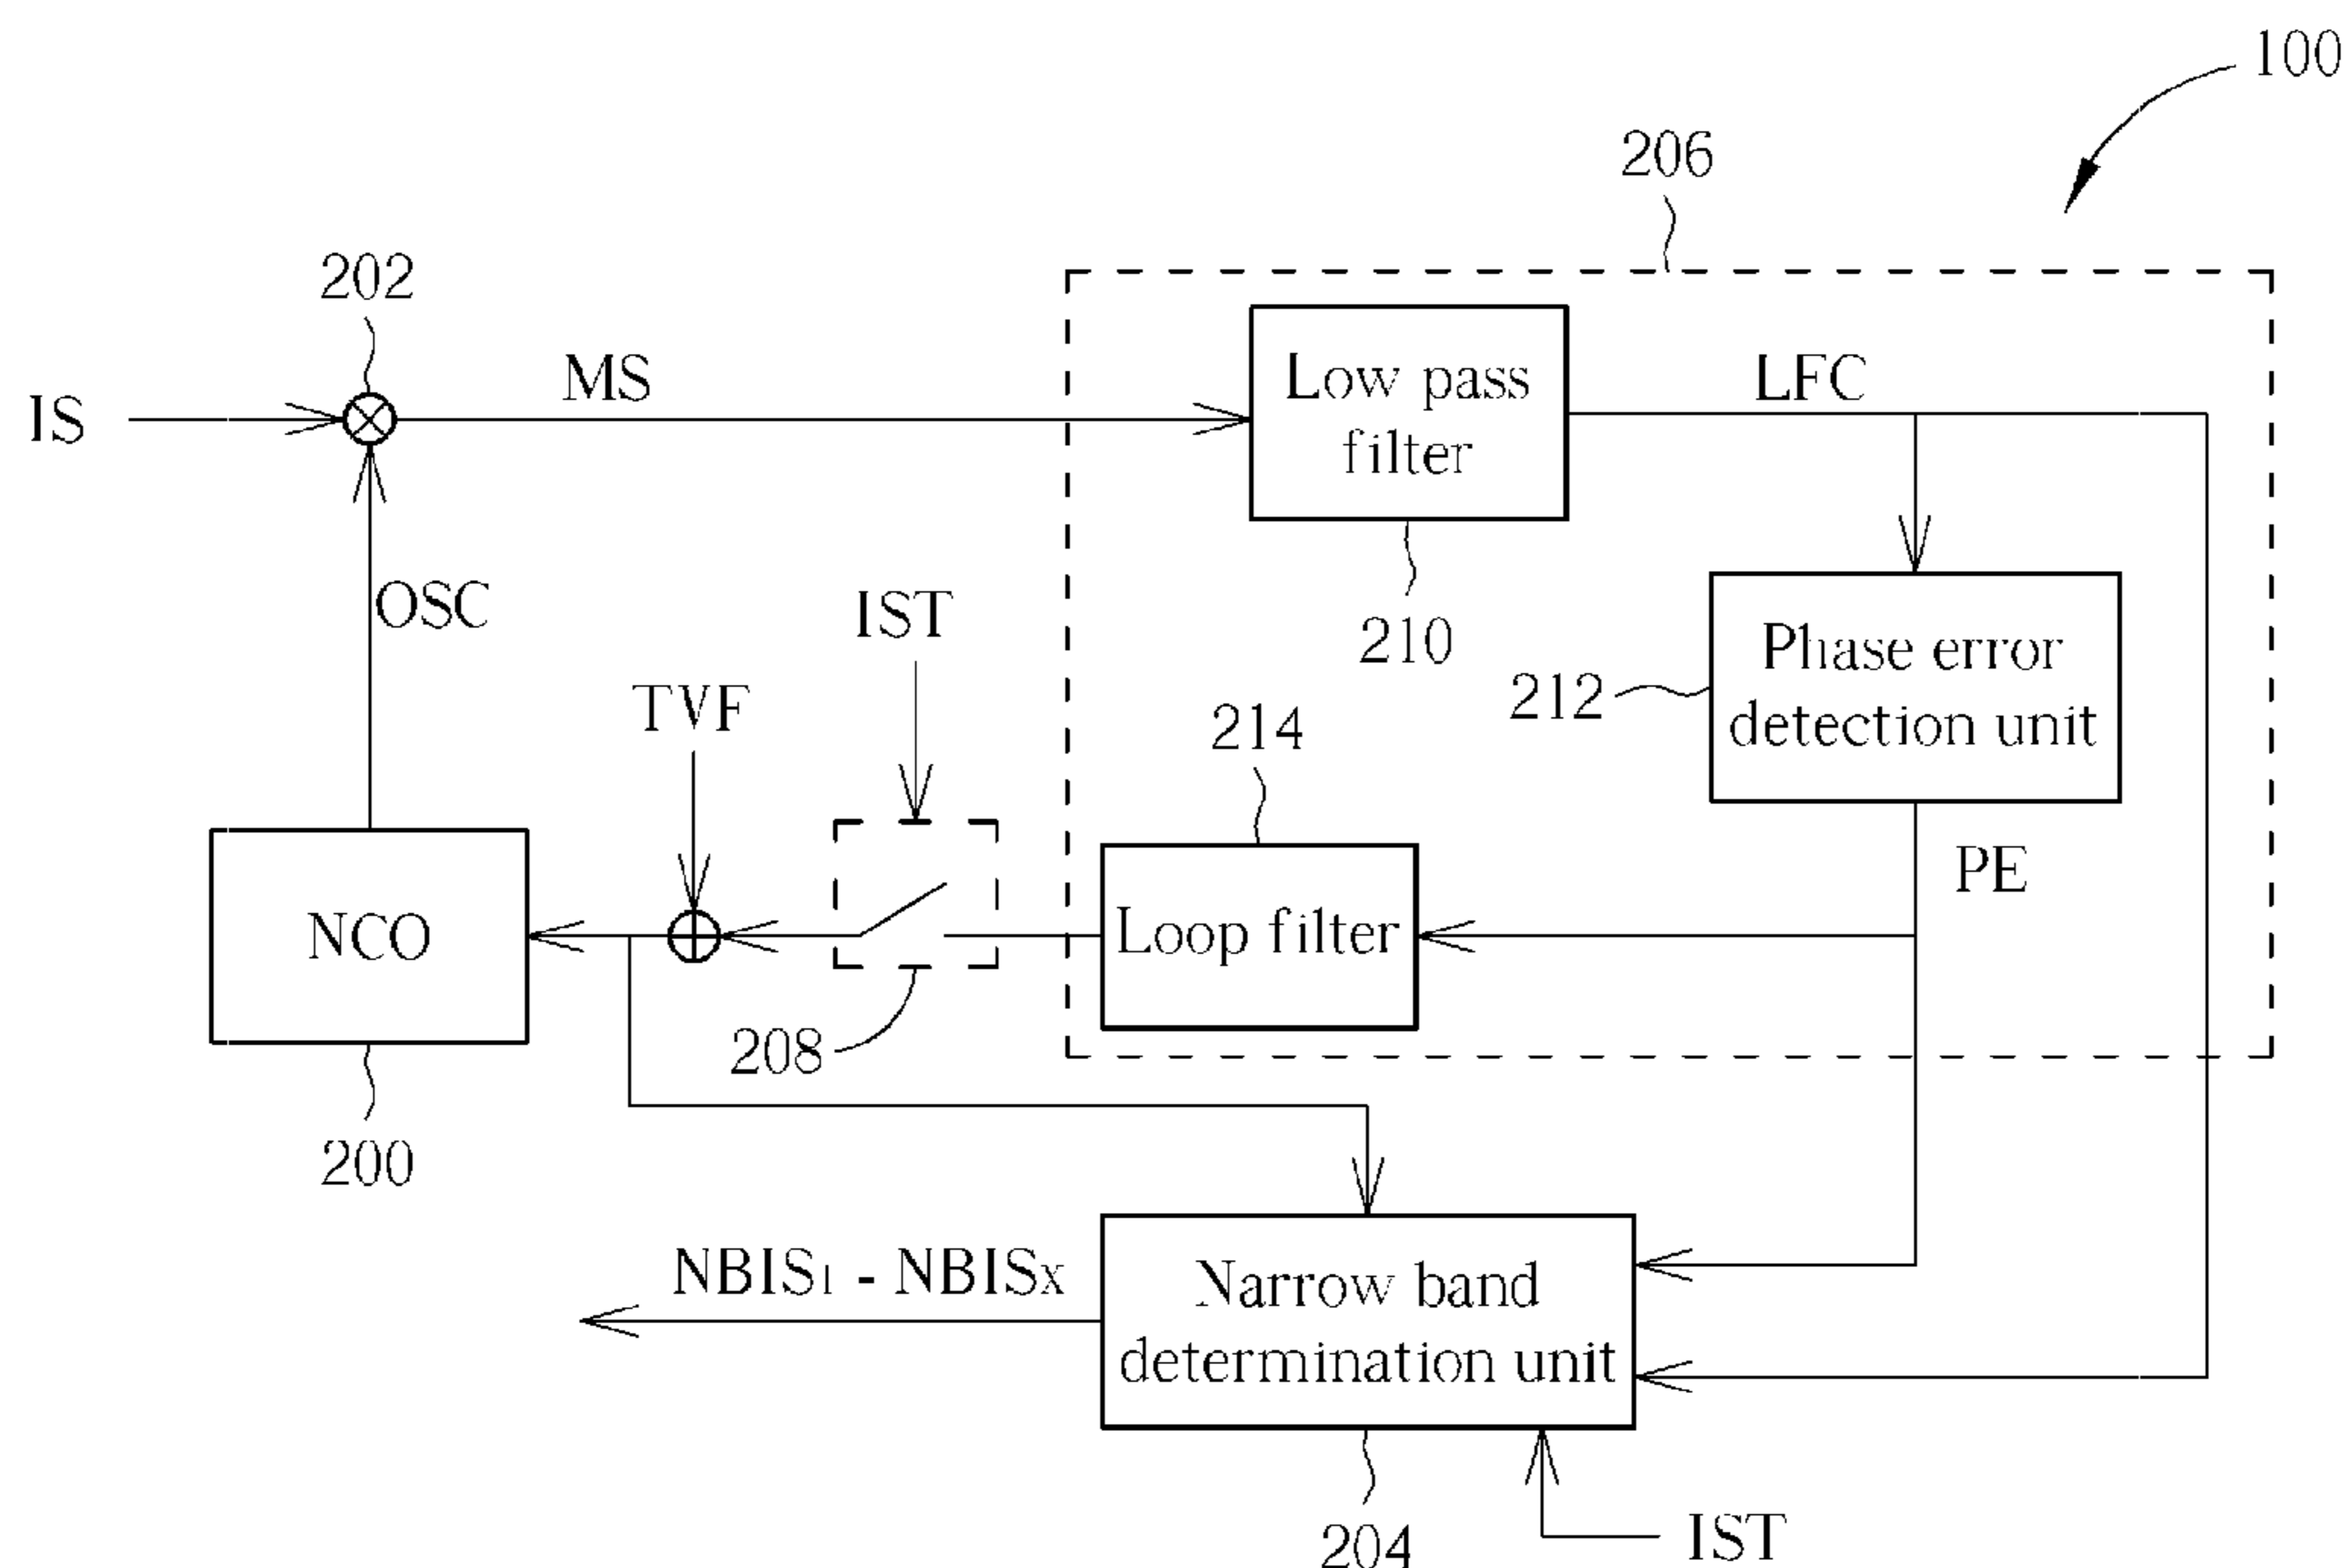 100
206
202
IS
MS
Low pass
filter
LFC
OSC
IST
210
TVF
Phase error
detection unit
212
214
NCO
Loop filter
PE
208
200
NBIS1 - NBISX
Narrow band
determination unit
204
IST